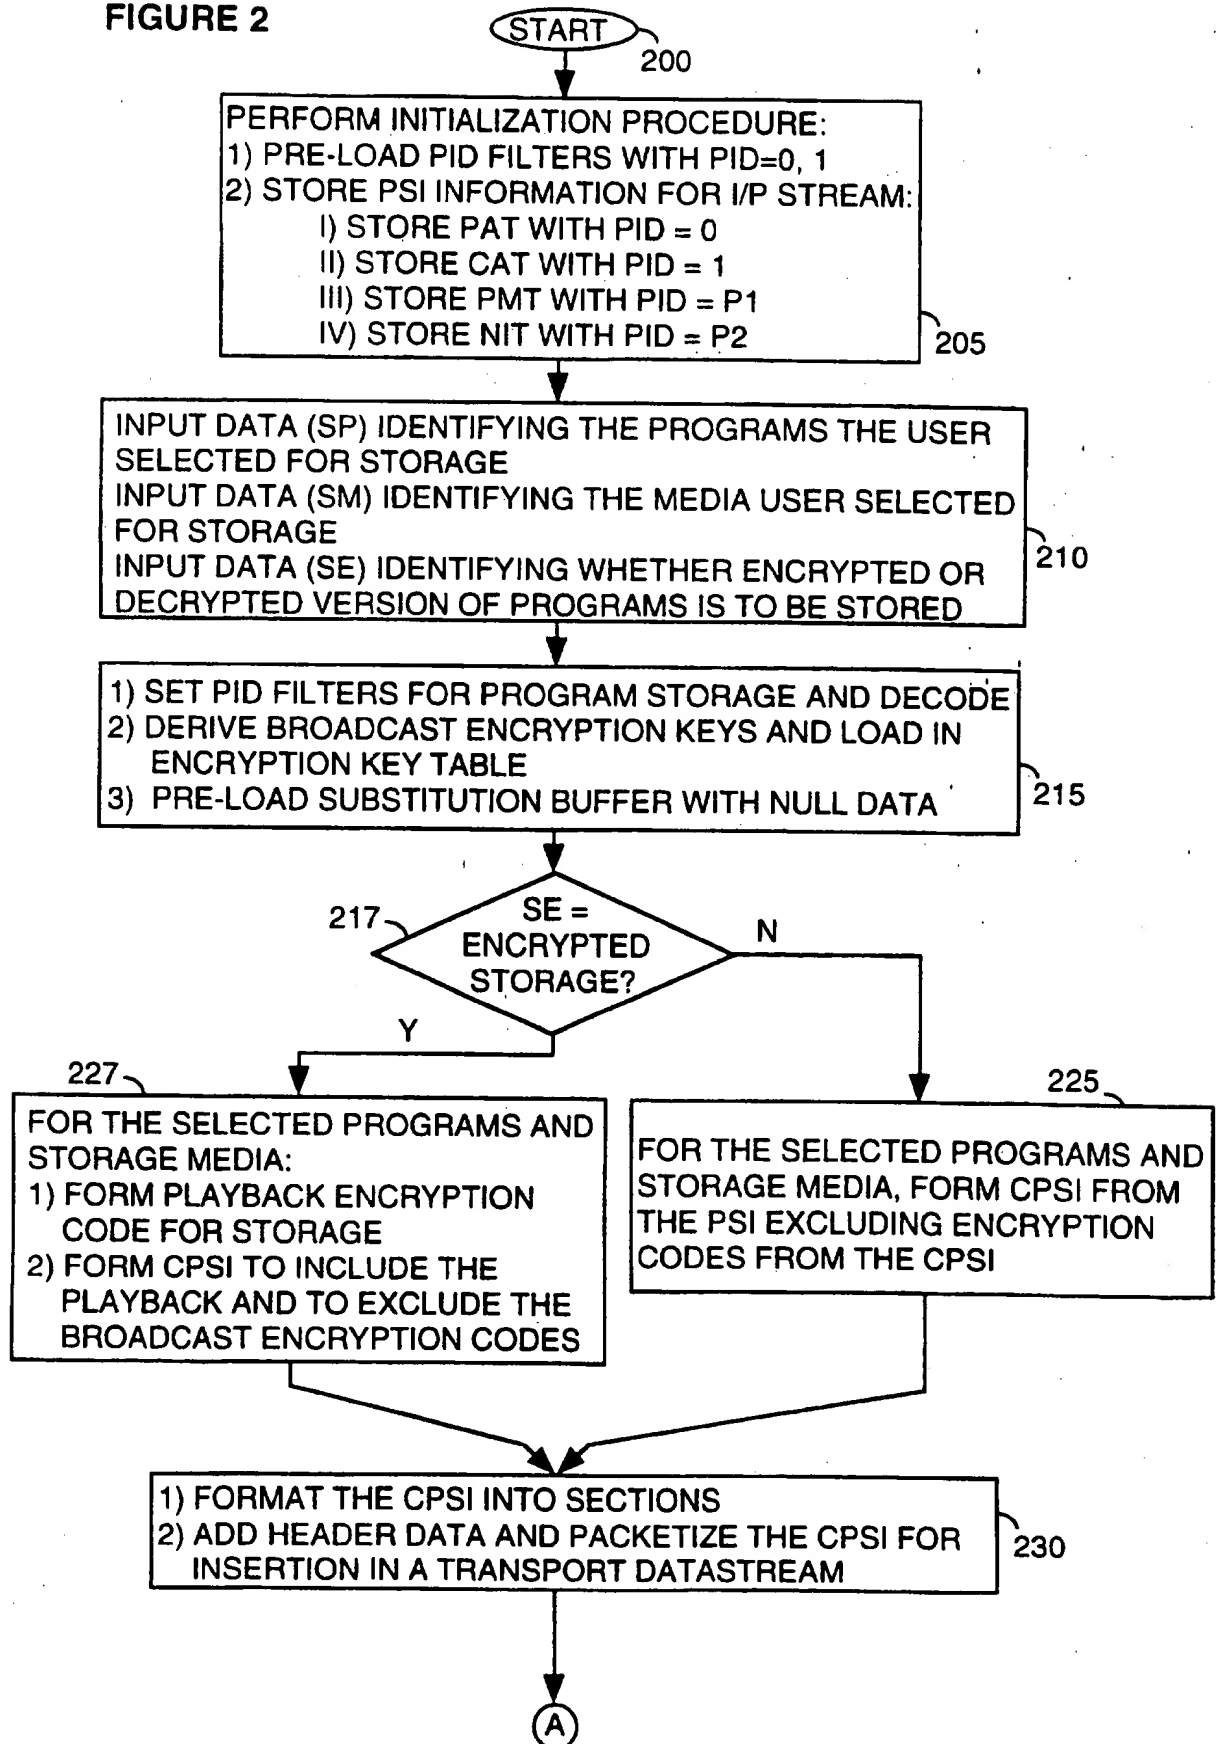 FIGURE 2
START
200
PERFORM INITIALIZATION PROCEDURE:
1) PRE-LOAD PID FILTERS WITH PID=0, 1
2) STORE PSI INFORMATION FOR I/P STREAM:
I) STORE PAT WITH PID = 0
II) STORE CAT WITH PID = 1
III) STORE PMT WITH PID = P1
IV) STORE NIT WITH PID = P2
205
INPUT DATA (SP) IDENTIFYING THE PROGRAMS THE USER
SELECTED FOR STORAGE
INPUT DATA (SM) IDENTIFYING THE MEDIA USER SELECTED
FOR STORAGE
INPUT DATA (SE) IDENTIFYING WHETHER ENCRYPTED OR
DECRYPTED VERSION OF PROGRAMS IS TO BE STORED
210
1) SET PID FILTERS FOR PROGRAM STORAGE AND DECODE
2) DERIVE BROADCAST ENCRYPTION KEYS AND LOAD IN
ENCRYPTION KEY TABLE
3) PRE-LOAD SUBSTITUTION BUFFER WITH NULL DATA
215
217
SE =
ENCRYPTED
STORAGE?
N
Y
227
FOR THE SELECTED PROGRAMS AND
STORAGE MEDIA:
1) FORM PLAYBACK ENCRYPTION
CODE FOR STORAGE
2) FORM CPSI TO INCLUDE THE
PLAYBACK AND TO EXCLUDE THE
BROADCAST ENCRYPTION CODES
225
FOR THE SELECTED PROGRAMS AND
STORAGE MEDIA, FORM CPSI FROM
THE PSI EXCLUDING ENCRYPTION
CODES FROM THE CPSI
1) FORMAT THE CPSI INTO SECTIONS
2) ADD HEADER DATA AND PACKETIZE THE CPSI FOR
INSERTION IN A TRANSPORT DATASTREAM
230
A